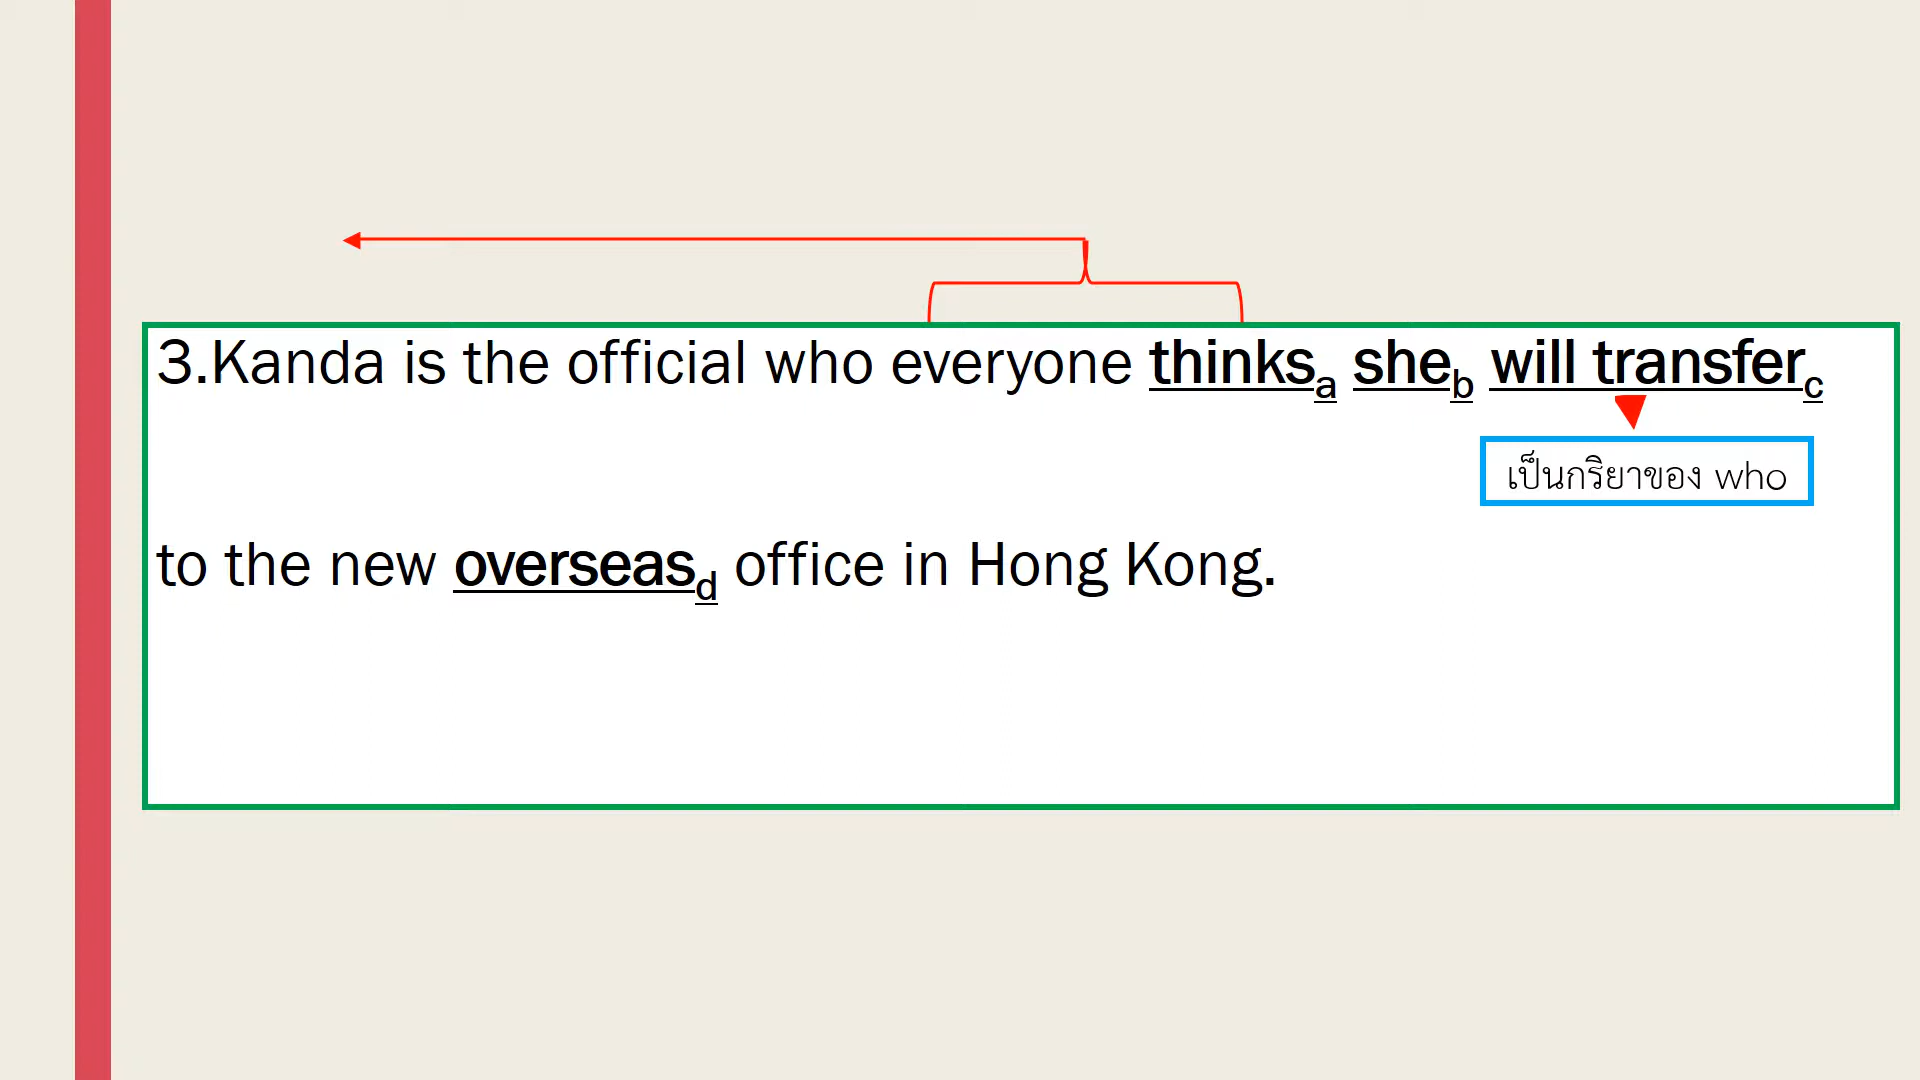 3.Kanda is the official who everyone thinksa sheb will transferc
เป็นกริยาของ who
to the new overseasd office in Hong Kong.